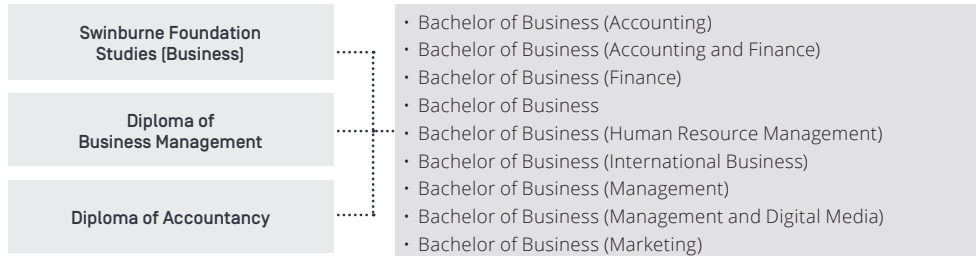 Swinburne Foundation
Studies (Business)
Diploma of
Business Management
Diploma of Accountancy
• Bachelor of Business (Accounting)
• Bachelor of Business (Accounting and Finance)
• Bachelor of Business (Finance)
• Bachelor of Business
• Bachelor of Business (Human Resource Management)
• Bachelor of Business (International Business)
• Bachelor of Business (Management)
• Bachelor of Business (Management and Digital Media)
• Bachelor of Business (Marketing)